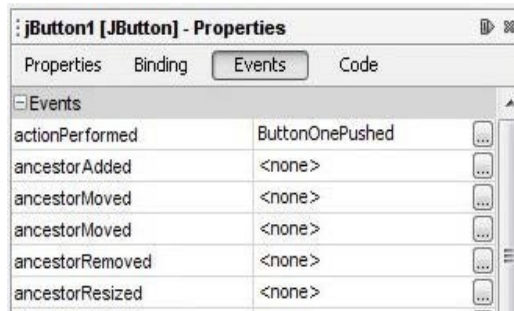 jButton1 [JButton] - Properties
Properties Binding Events Code
Events
actionPerformed ButtonOnePushed ...
ancestorAdded <none> ...
ancestorMoved <none> ...
ancestorMoved <none> ...
ancestorRemoved <none> ...
ancestorResized <none> ...